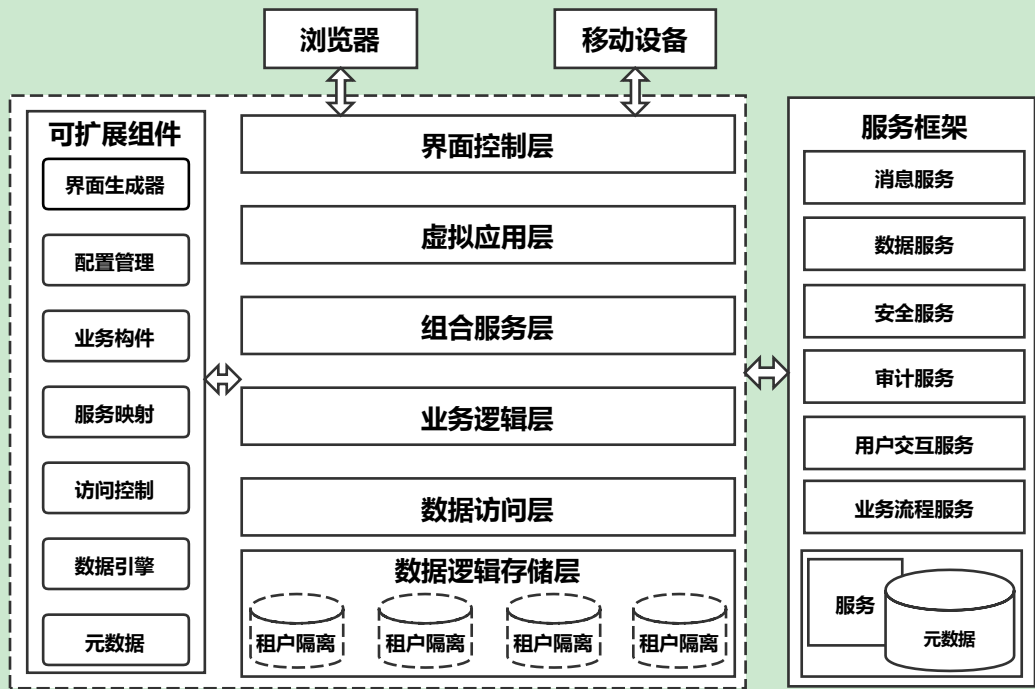 浏览器
移动设备
可扩展组件
界面生成器
配置管理
业务构件
服务映射
访问控制
数据引擎
元数据
界面控制层
虚拟应用层
组合服务层
业务逻辑层
数据访问层
数据逻辑存储层
租户隔离
租户隔离
租户隔离
租户隔离
服务框架
消息服务
数据服务
安全服务
审计服务
用户交互服务
业务流程服务
服务
元数据